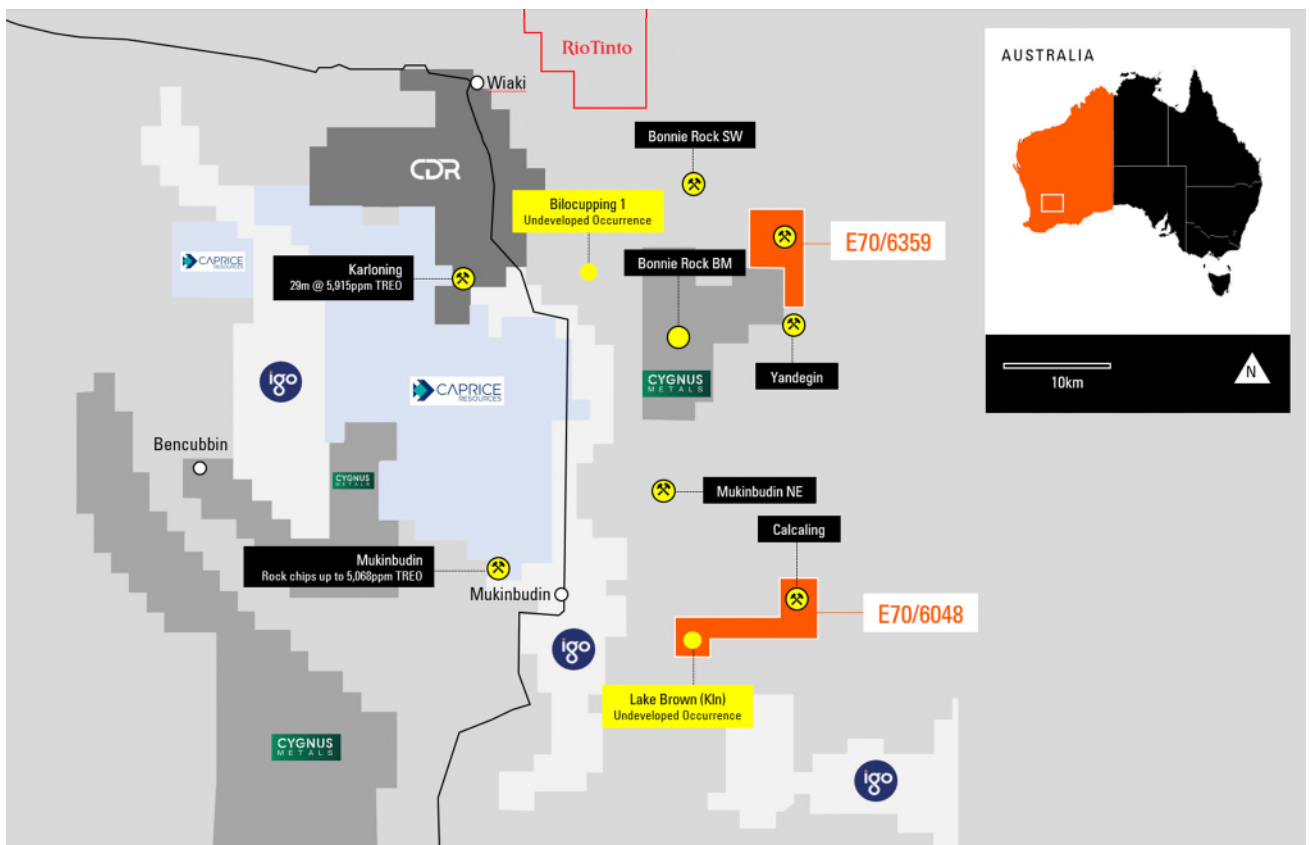 RioTinto
AUSTRALIA
Wiaki
Bonnie Rock SW
CDR
Bilocupping 1
Undeveloped Occurrence
E70/6359
CAPRICE
RESOURCES
Karloning
29m @ 5,915ppm TREO
Bonnie Rock BM
Yandegin
10km
N
igo
CAPRICE
RESOURCES
CYGNUS
METALS
Bencubbin
CYGNUS
METALS
Mukinbudin NE
Calcaling
Mukinbudin
Rock chips up to 5,068ppm TREO
Mukinbudin
E70/6048
igo
Lake Brown (Kln)
Undeveloped Occurrence
CYGNUS
METALS
igo